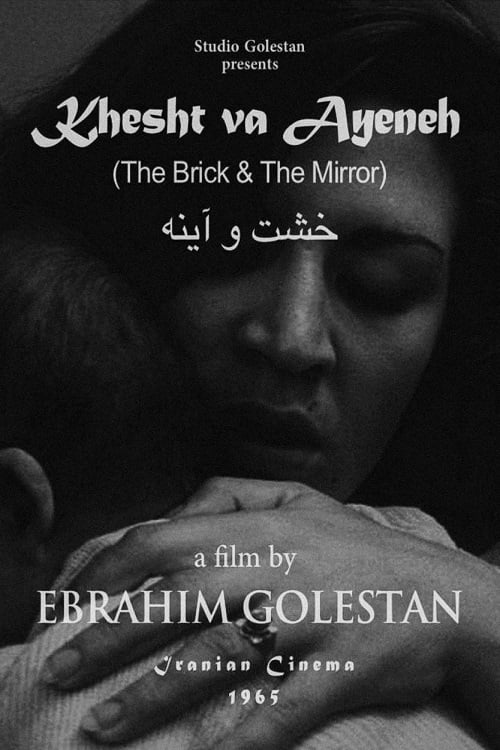 Studio Golestan
presents
Khesht va Ayeneh
(The Brick & The Mirror)
خشت و آینه
a film by
EBRAHIM GOLESTAN
Iranian Cinema
1965